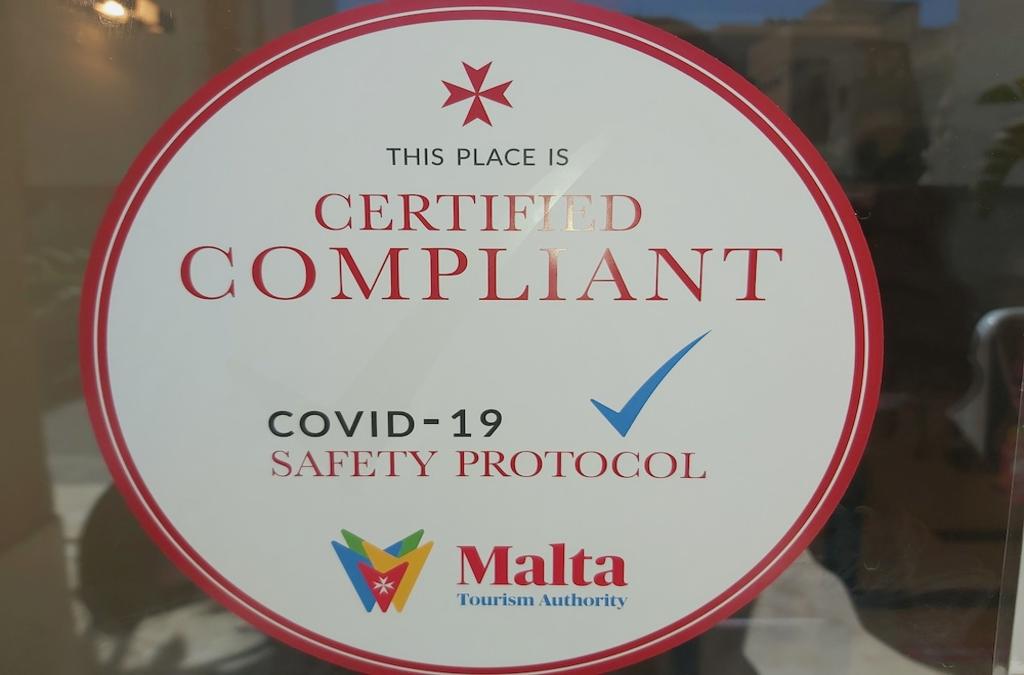 THIS PLACE IS
CERTIFIED
COMPLIANT
COVID-19
SAFETY PROTOCOL
Malta
Tourism Authority